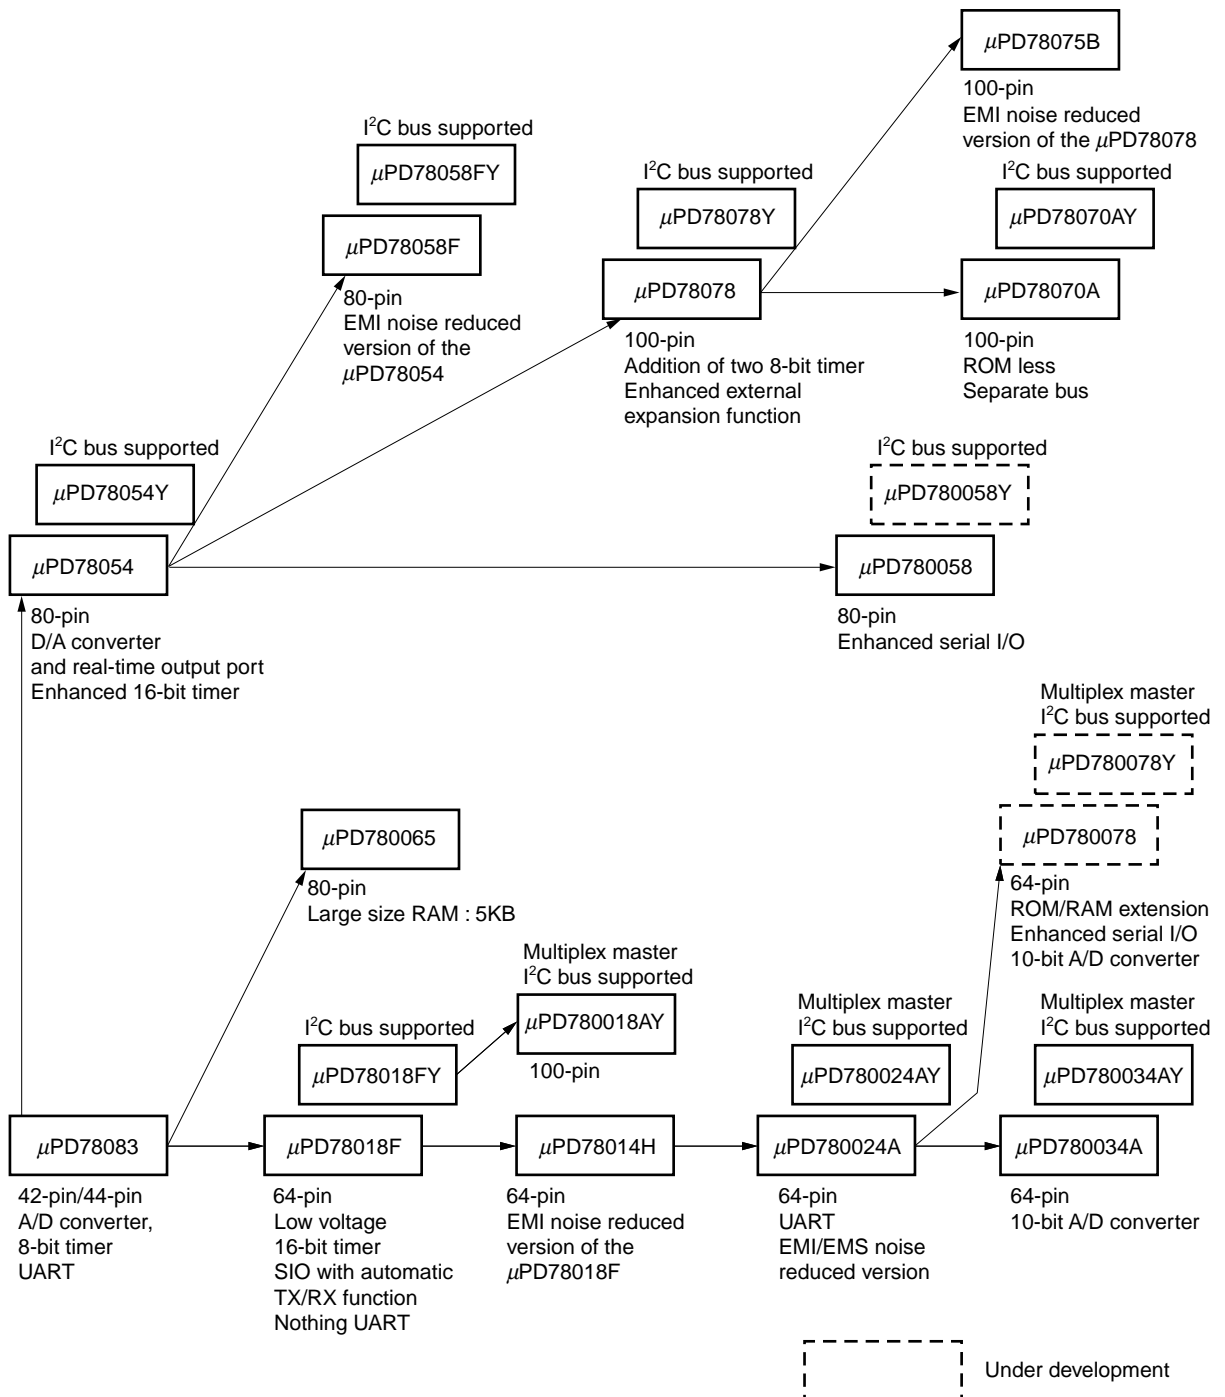 μPD78075B
100-pin
EMI noise reduced
version of the μPD78078
I²C bus supported
μPD78058FY
μPD78058F
80-pin
EMI noise reduced
version of the
μPD78054
I²C bus supported
μPD78078Y
μPD78078
100-pin
Addition of two 8-bit timer
Enhanced external
expansion function
I²C bus supported
μPD78070AY
μPD78070A
100-pin
ROM less
Separate bus
I²C bus supported
μPD78054Y
μPD78054
80-pin
D/A converter
and real-time output port
Enhanced 16-bit timer
I²C bus supported
μPD780058Y
μPD780058
80-pin
Enhanced serial I/O
Multiplex master
I²C bus supported
μPD780078Y
μPD780078
64-pin
ROM/RAM extension
Enhanced serial I/O
10-bit A/D converter
μPD780065
80-pin
Large size RAM : 5KB
Multiplex master
I²C bus supported
μPD780018AY
100-pin
I²C bus supported
μPD78018FY
Multiplex master
I²C bus supported
μPD780024AY
Multiplex master
I²C bus supported
μPD780034AY
μPD78083
42-pin/44-pin
A/D converter,
8-bit timer
UART
μPD78018F
64-pin
Low voltage
16-bit timer
SIO with automatic
TX/RX function
Nothing UART
μPD78014H
64-pin
EMI noise reduced
version of the
μPD78018F
μPD780024A
64-pin
UART
EMI/EMS noise
reduced version
μPD780034A
64-pin
10-bit A/D converter
Under development